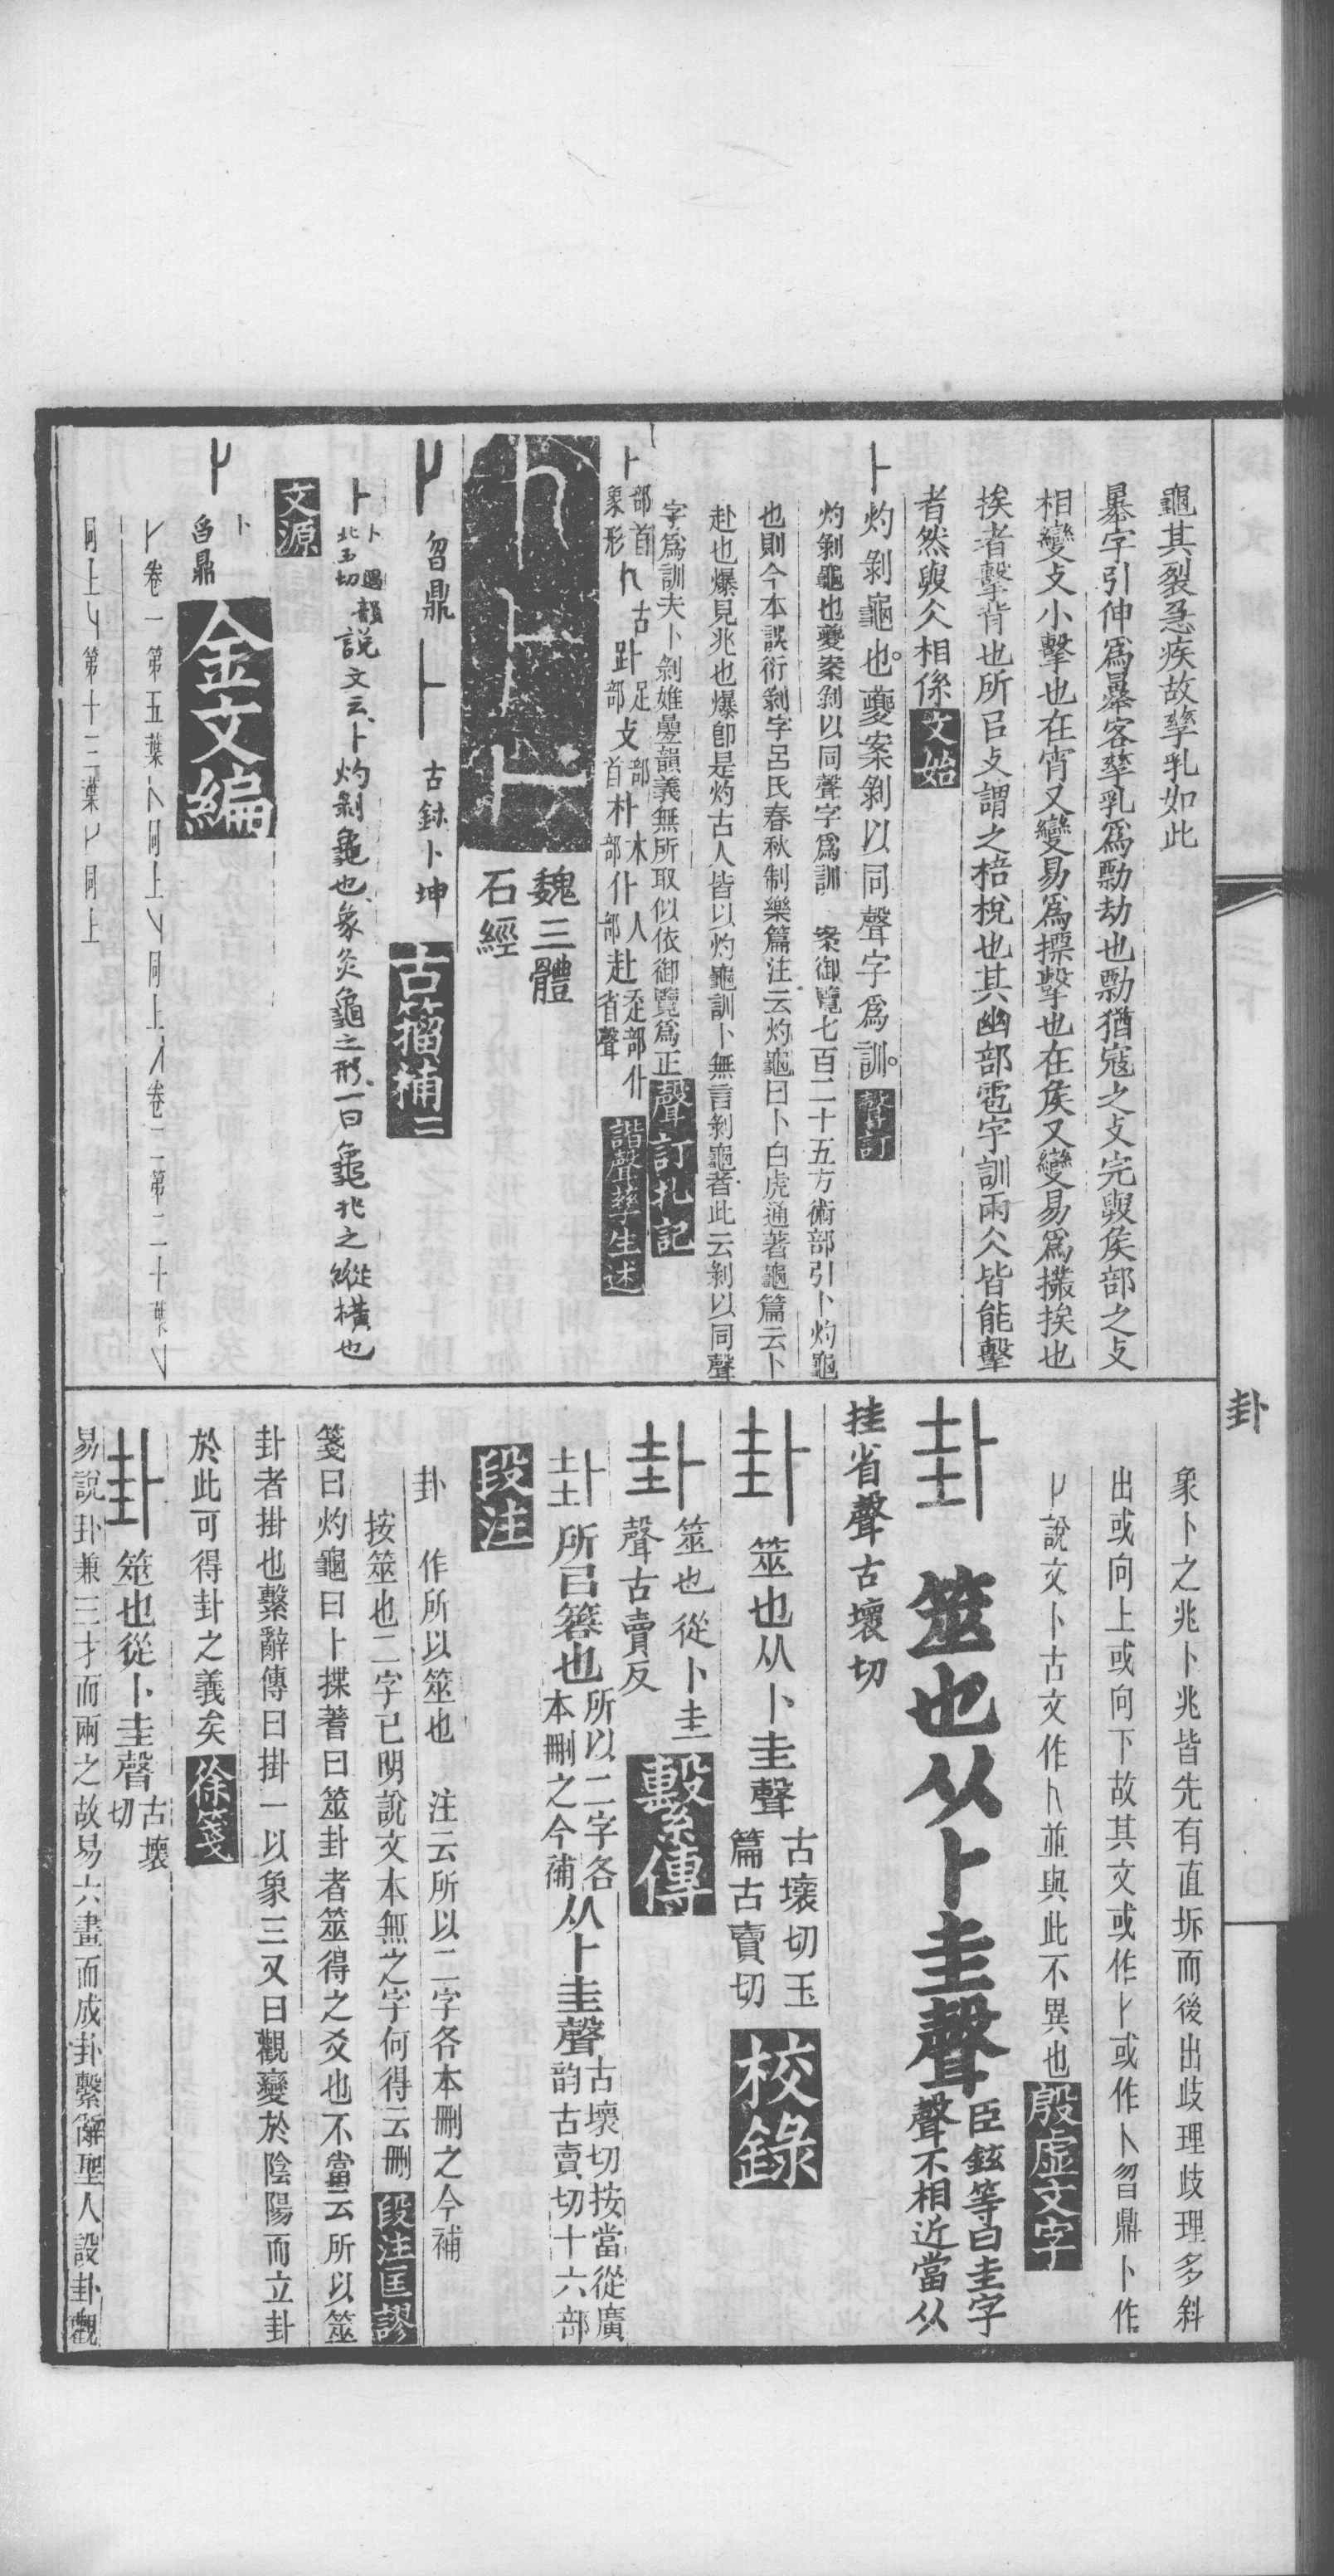 龜其裂恴疾故孳乳如此
㬥字引伸爲㬥客孳乳爲勡劫也勡猶寇之攴完㪟矦部之攴
相變攴小擊也在宵又變易爲摽擊也在矦又變易爲撲挨也
挨者擊背也所㠯攴謂之棓梲也其幽部雹字訓雨仌皆能擊
者然㪟仌相係文始
卜灼剝龜也夔案剝以同聲字爲訓聲訂
灼剝龜也夔案剝以同聲字爲訓 案御覽七百二十五方術部引卜灼龜
也則今本誤衍剝字呂氏春秋制樂篇注云灼龜曰卜白虎通蓍龜篇云卜
赴也爆見兆也爆卽是灼古人皆以灼龜訓卜無言剝龜者此云剝以同聲
字爲訓夫卜剝雖疊韻義無所取似依御覽爲正聲訂札記
卜部首象形 古 趾足部 攴部首 朴木部 仆人部 赴走部仆省聲 諧聲孳生述
魏三體
石經
卜 曶鼎 卜 古鉢卜坤 古籀補二
卜 卜遇韻 北玉切 說文云卜灼剝龜也象灸龜之形一曰龜兆之縱橫也
文源
卜
卜 曶鼎 金文編
卜卷一第五葉卜同上卜同上卜卷二第二十葉卜
同上卜第十三葉卜同上
卦
象卜之兆卜兆皆先有直坼而後出歧理歧理多斜
出或向上或向下故其文或作卜或作卜曶鼎卜作
卜說文卜古文作卜並與此不異也殷虛文字
卦 筮也从卜圭聲臣鉉等曰圭字聲不相近當从
挂省聲古壞切
卦 筮也从卜圭聲古壞切玉篇古賣切 校錄
卦 筮也從卜圭聲古賣反 繫傳
卦 所㠯筮也所以二字各本刪之今補从卜圭聲古壞切按當從廣韵古賣切十六部
段注
卦 作所以筮也 注云所以二字各本刪之今補
按筮也二字已明說文本無之字何得云刪段注匡謬
箋曰灼龜曰卜揲蓍曰筮卦者筮得之爻也不當云所以筮
卦者掛也繫辭傳曰掛一以象三又曰觀變於陰陽而立卦
於此可得卦之義矣徐箋
卦 筮也從卜圭聲古壞切
易說卦兼三才而兩之故易六畫而成卦繫辭聖人設卦觀